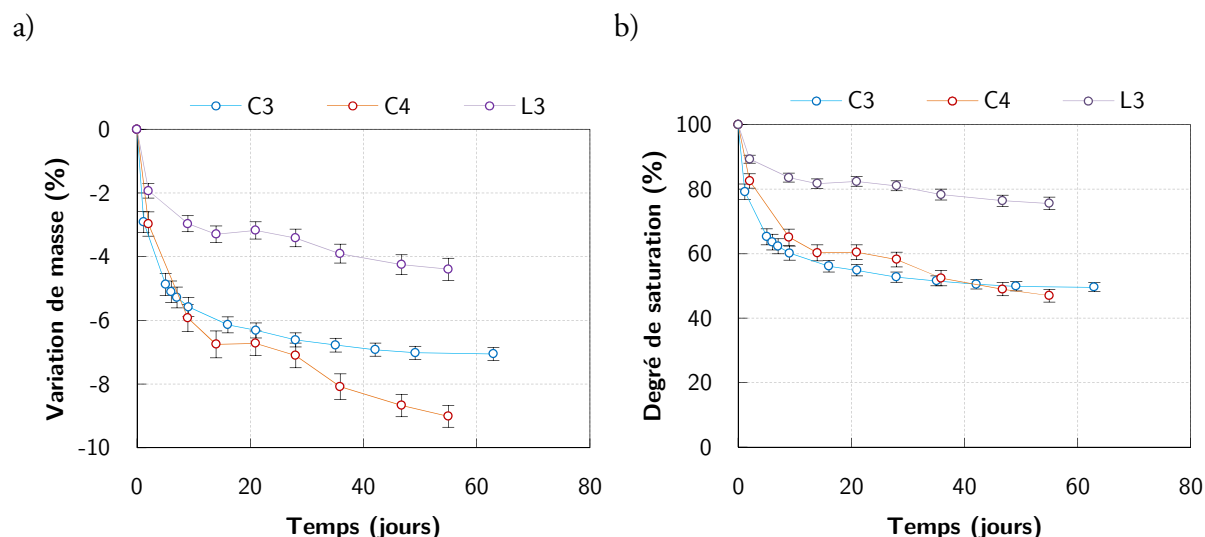 a)
C3 C4 L3
Variation de masse (%)
0
-2
-4
-6
-8
-10
0 20 40 60 80
Temps (jours)
b)
C3 C4 L3
Degré de saturation (%)
100
80
60
40
20
0
0 20 40 60 80
Temps (jours)